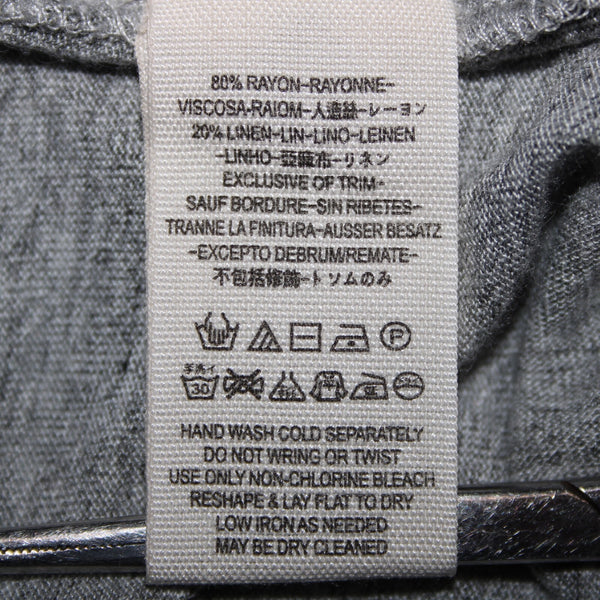 80% RAYON-RAYONNE-
VISCOSA-RAIOM-人造絲-レーヨン
20% LINEN-LIN-LINO-LEINEN
-LINHO-亞麻布-リネン
EXCLUSIVE OF TRIM-
SAUF BORDURE-SIN RIBETES-
TRANNE LA FINITURA-AUSSER BESATZ
-EXCEPTO DEBRUM/REMATE-
不包括修飾-トリムのみ
P
手洗イ
30
HAND WASH COLD SEPARATELY
DO NOT WRING OR TWIST
USE ONLY NON-CHLORINE BLEACH
RESHAPE & LAY FLAT TO DRY
LOW IRON AS NEEDED
MAY BE DRY CLEANED